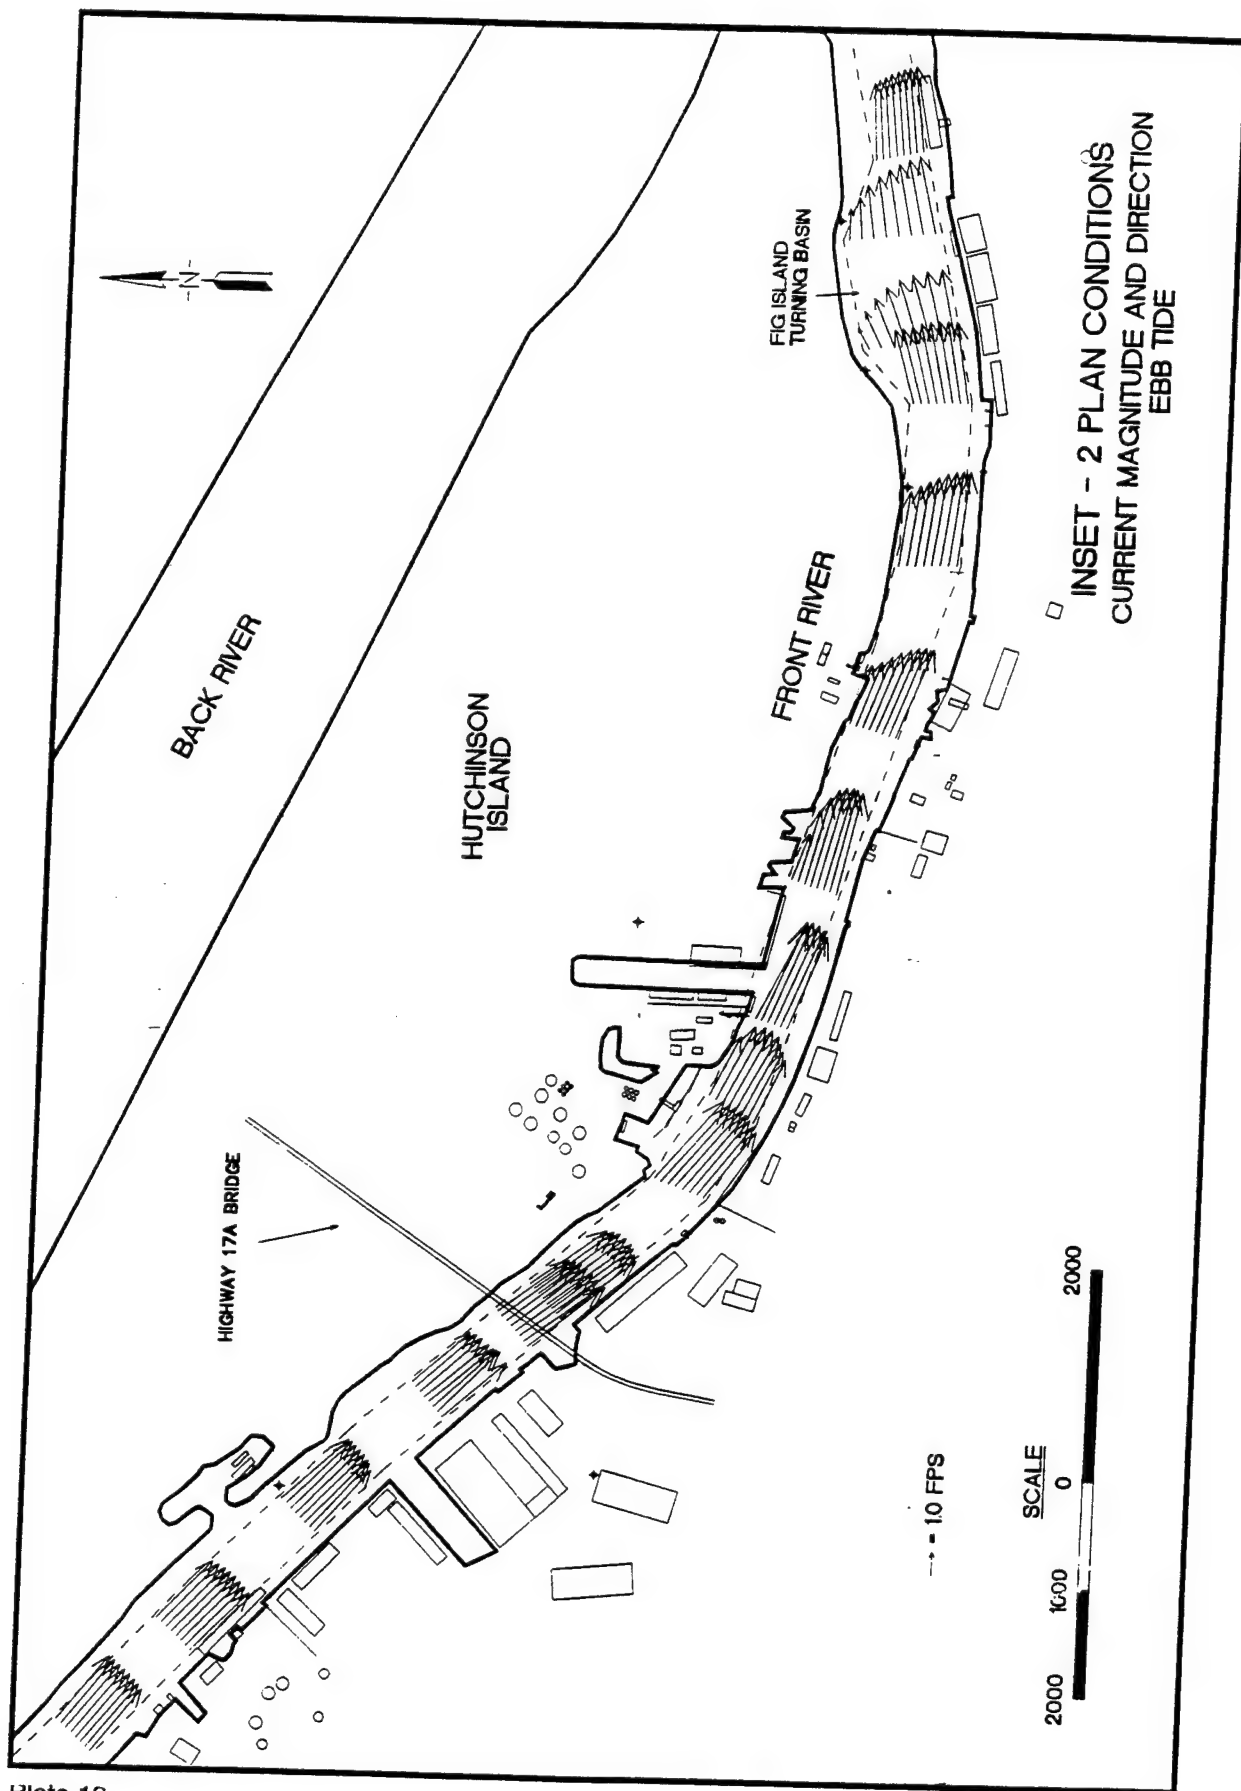 -N-
BACK RIVER
HUTCHINSON
ISLAND
FIG ISLAND
TURNING BASIN
FRONT RIVER
HIGHWAY 17A BRIDGE
INSET - 2 PLAN CONDITIONS
CURRENT MAGNITUDE AND DIRECTION
EBB TIDE
= 1.0 FPS
SCALE
2000 1000 0 2000